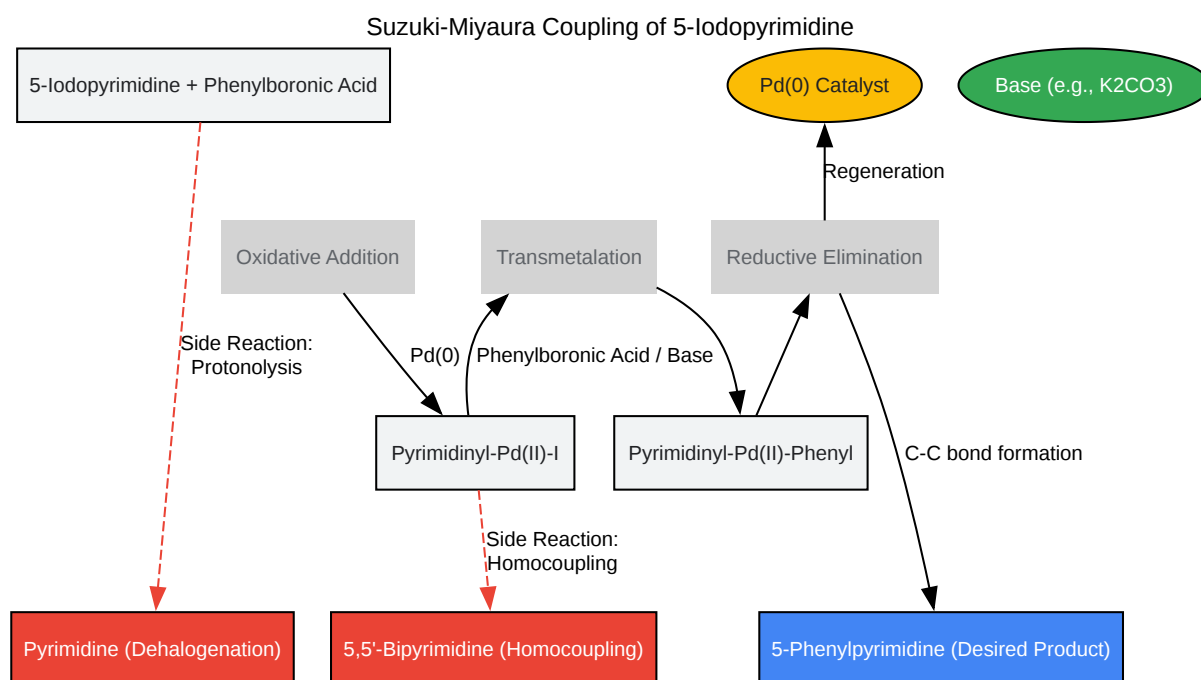 Suzuki-Miyaura Coupling of 5-Iodopyrimidine
5-Iodopyrimidine + Phenylboronic Acid
Pd(0) Catalyst
Base (e.g., K2CO3)
Regeneration
Oxidative Addition
Transmetalation
Reductive Elimination
Side Reaction:
Protonolysis
Pd(0)
Phenylboronic Acid / Base
Pyrimidinyl-Pd(II)-I
Pyrimidinyl-Pd(II)-Phenyl
C-C bond formation
Side Reaction:
Homocoupling
Pyrimidine (Dehalogenation)
5,5'-Bipyrimidine (Homocoupling)
5-Phenylpyrimidine (Desired Product)